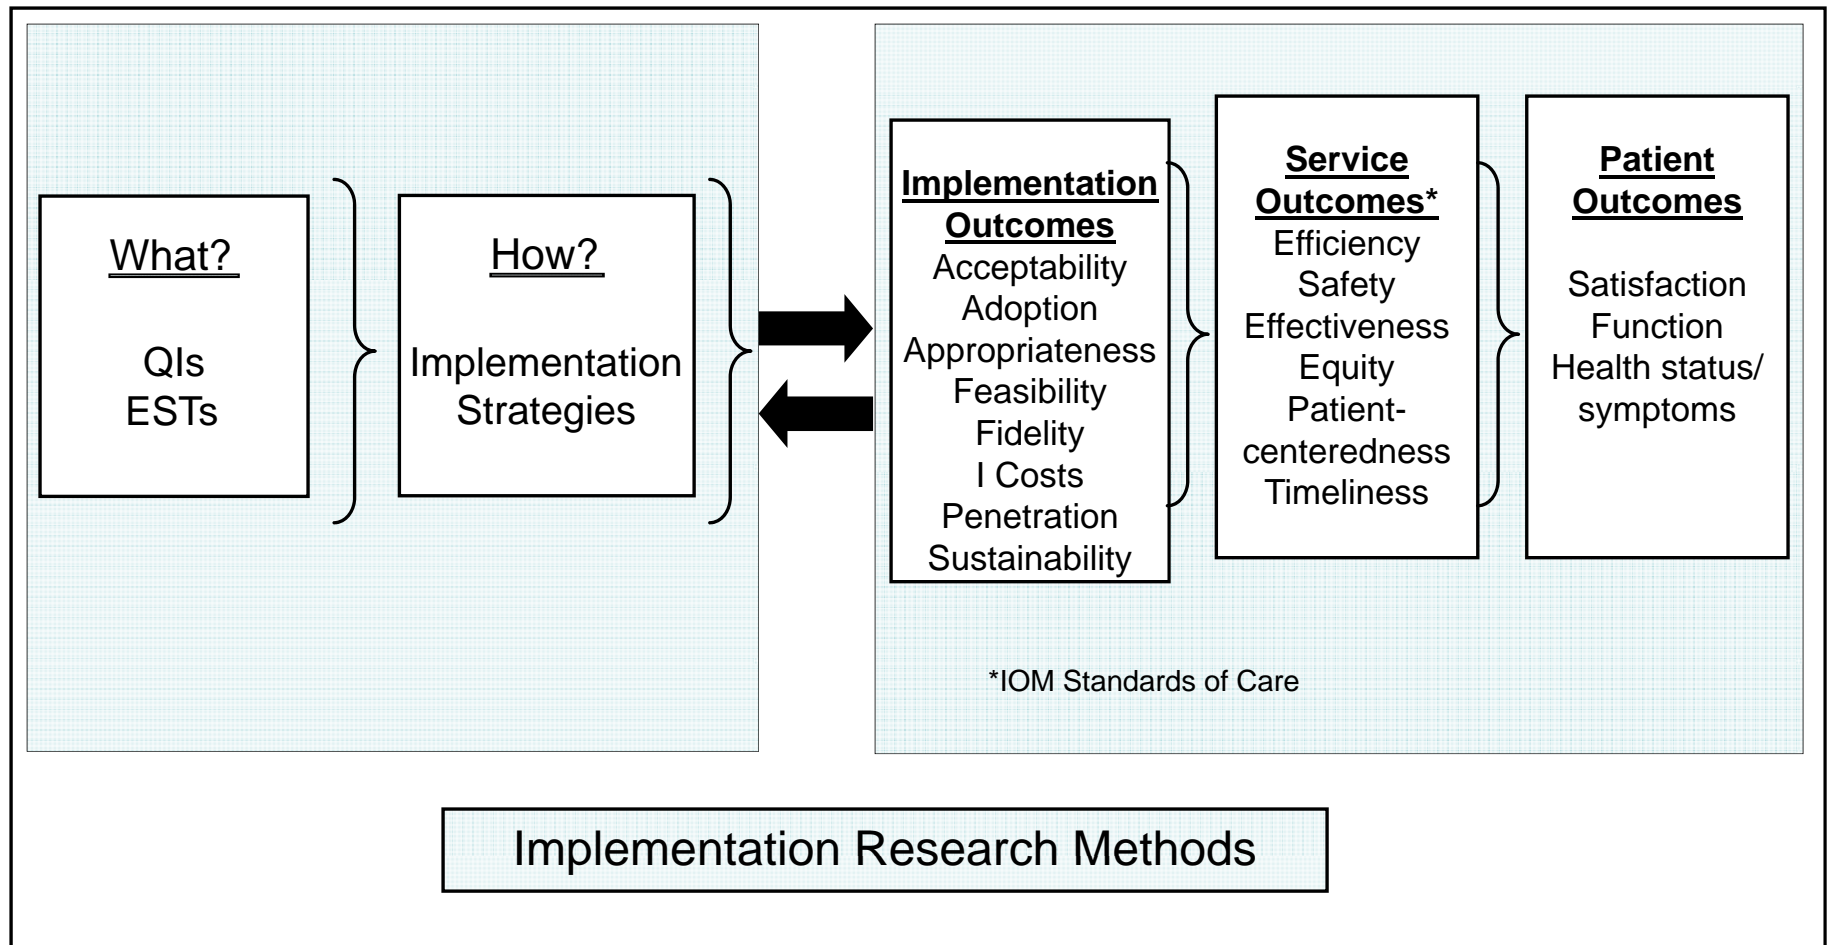 What?
QIs
ESTs
How?
Implementation
Strategies
Implementation
Outcomes
Acceptability
Adoption
Appropriateness
Feasibility
Fidelity
I Costs
Penetration
Sustainability
Service
Outcomes*
Efficiency
Safety
Effectiveness
Equity
Patient-
centeredness
Timeliness
Patient
Outcomes
Satisfaction
Function
Health status/
symptoms
*IOM Standards of Care
Implementation Research Methods